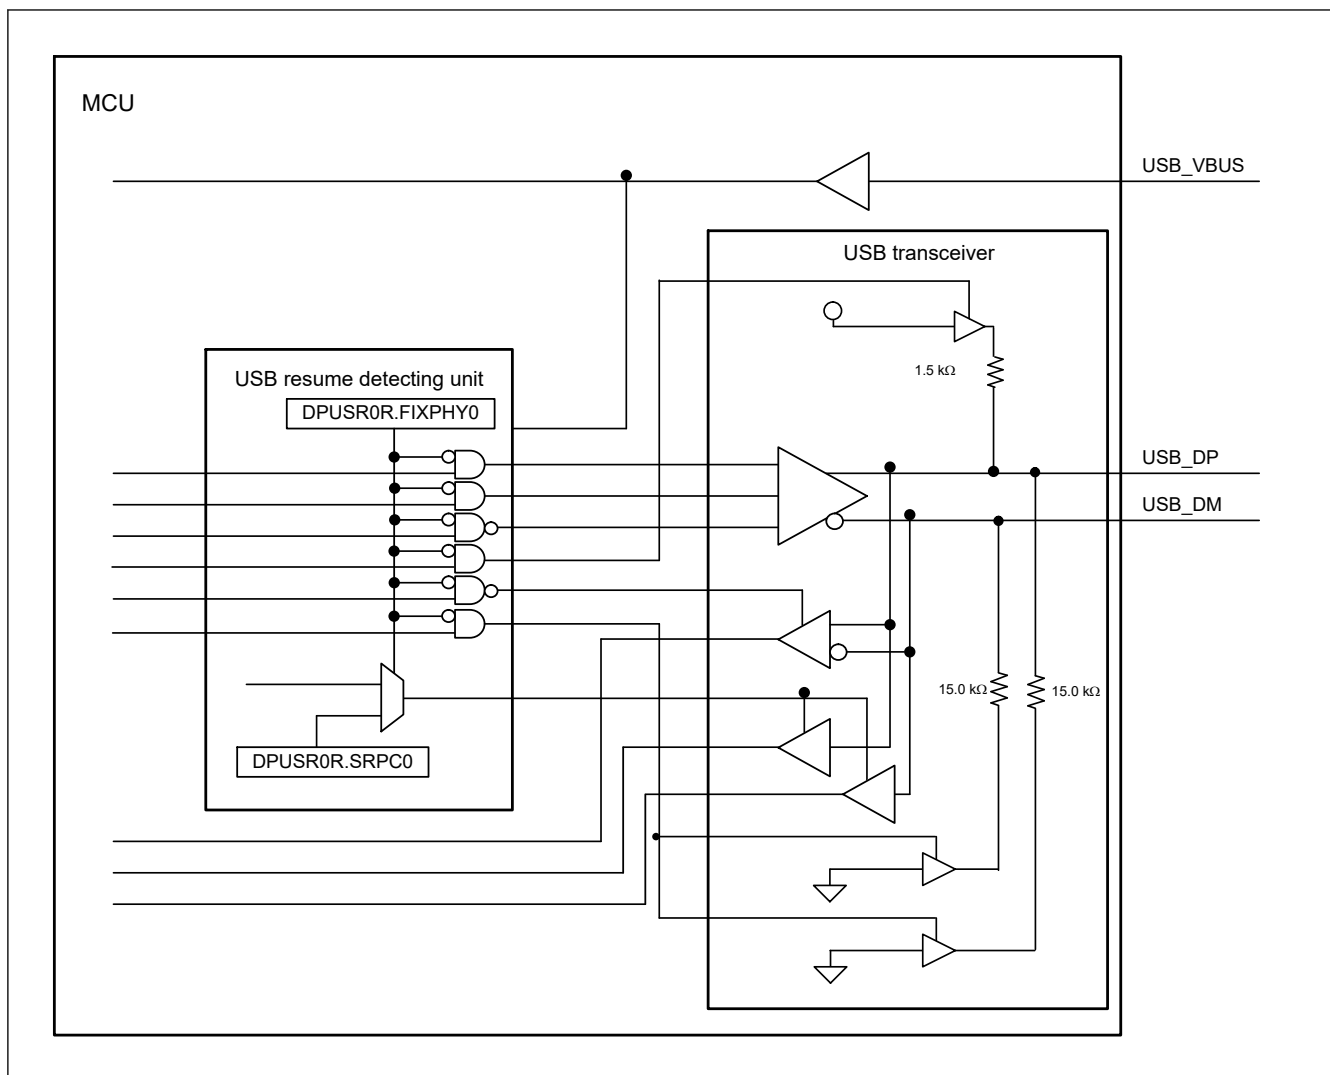 MCU
USB_VBUS
USB transceiver
1.5 kΩ
USB resume detecting unit
DPUSR0R.FIXPHY0
USB_DP
USB_DM
15.0 kΩ
15.0 kΩ
DPUSR0R.SRPC0